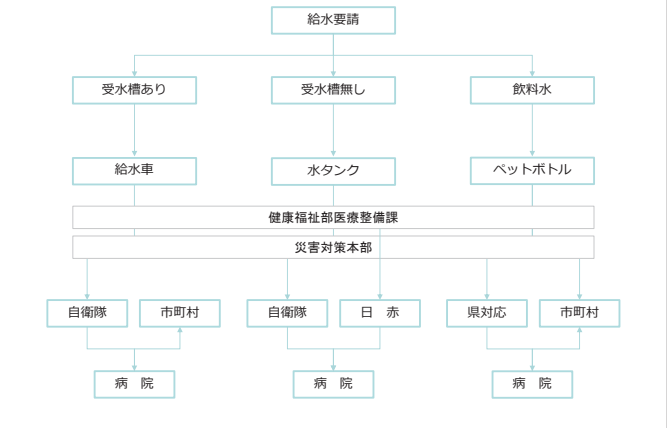 給水要請
受水槽あり
受水槽無し
飲料水
給水車
水タンク
ペットボトル
健康福祉部医療整備課
災害対策本部
自衛隊
市町村
自衛隊
日　赤
県対応
市町村
病　院
病　院
病　院